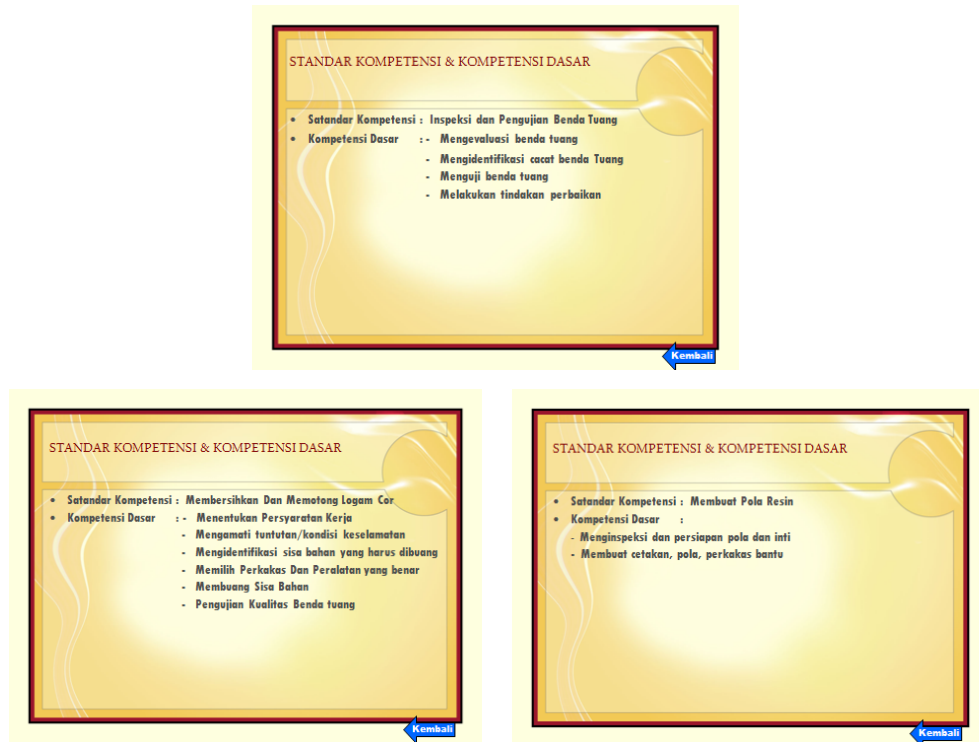 STANDAR KOMPETENSI & KOMPETENSI DASAR
• Satandar Kompetensi : Inspeksi dan Pengujian Benda Tuang
• Kompetensi Dasar : - Mengevaluasi benda tuang
- Mengidentifikasi cacat benda Tuang
- Menguji benda tuang
- Melakukan tindakan perbaikan
Kembali
STANDAR KOMPETENSI & KOMPETENSI DASAR
• Satandar Kompetensi : Membersihkan Dan Memotong Logam Cor
• Kompetensi Dasar : - Menentukan Persyaratan Kerja
- Mengamati tuntutan/kondisi keselamatan
- Mengidentifikasi sisa bahan yang harus dibuang
- Memilih Perkakas Dan Peralatan yang benar
- Membuang Sisa Bahan
- Pengujian Kualitas Benda tuang
Kembali
STANDAR KOMPETENSI & KOMPETENSI DASAR
• Satandar Kompetensi : Membuat Pola Resin
• Kompetensi Dasar :
- Menginspeksi dan persiapan pola dan inti
- Membuat cetakan, pola, perkakas bantu
Kembali